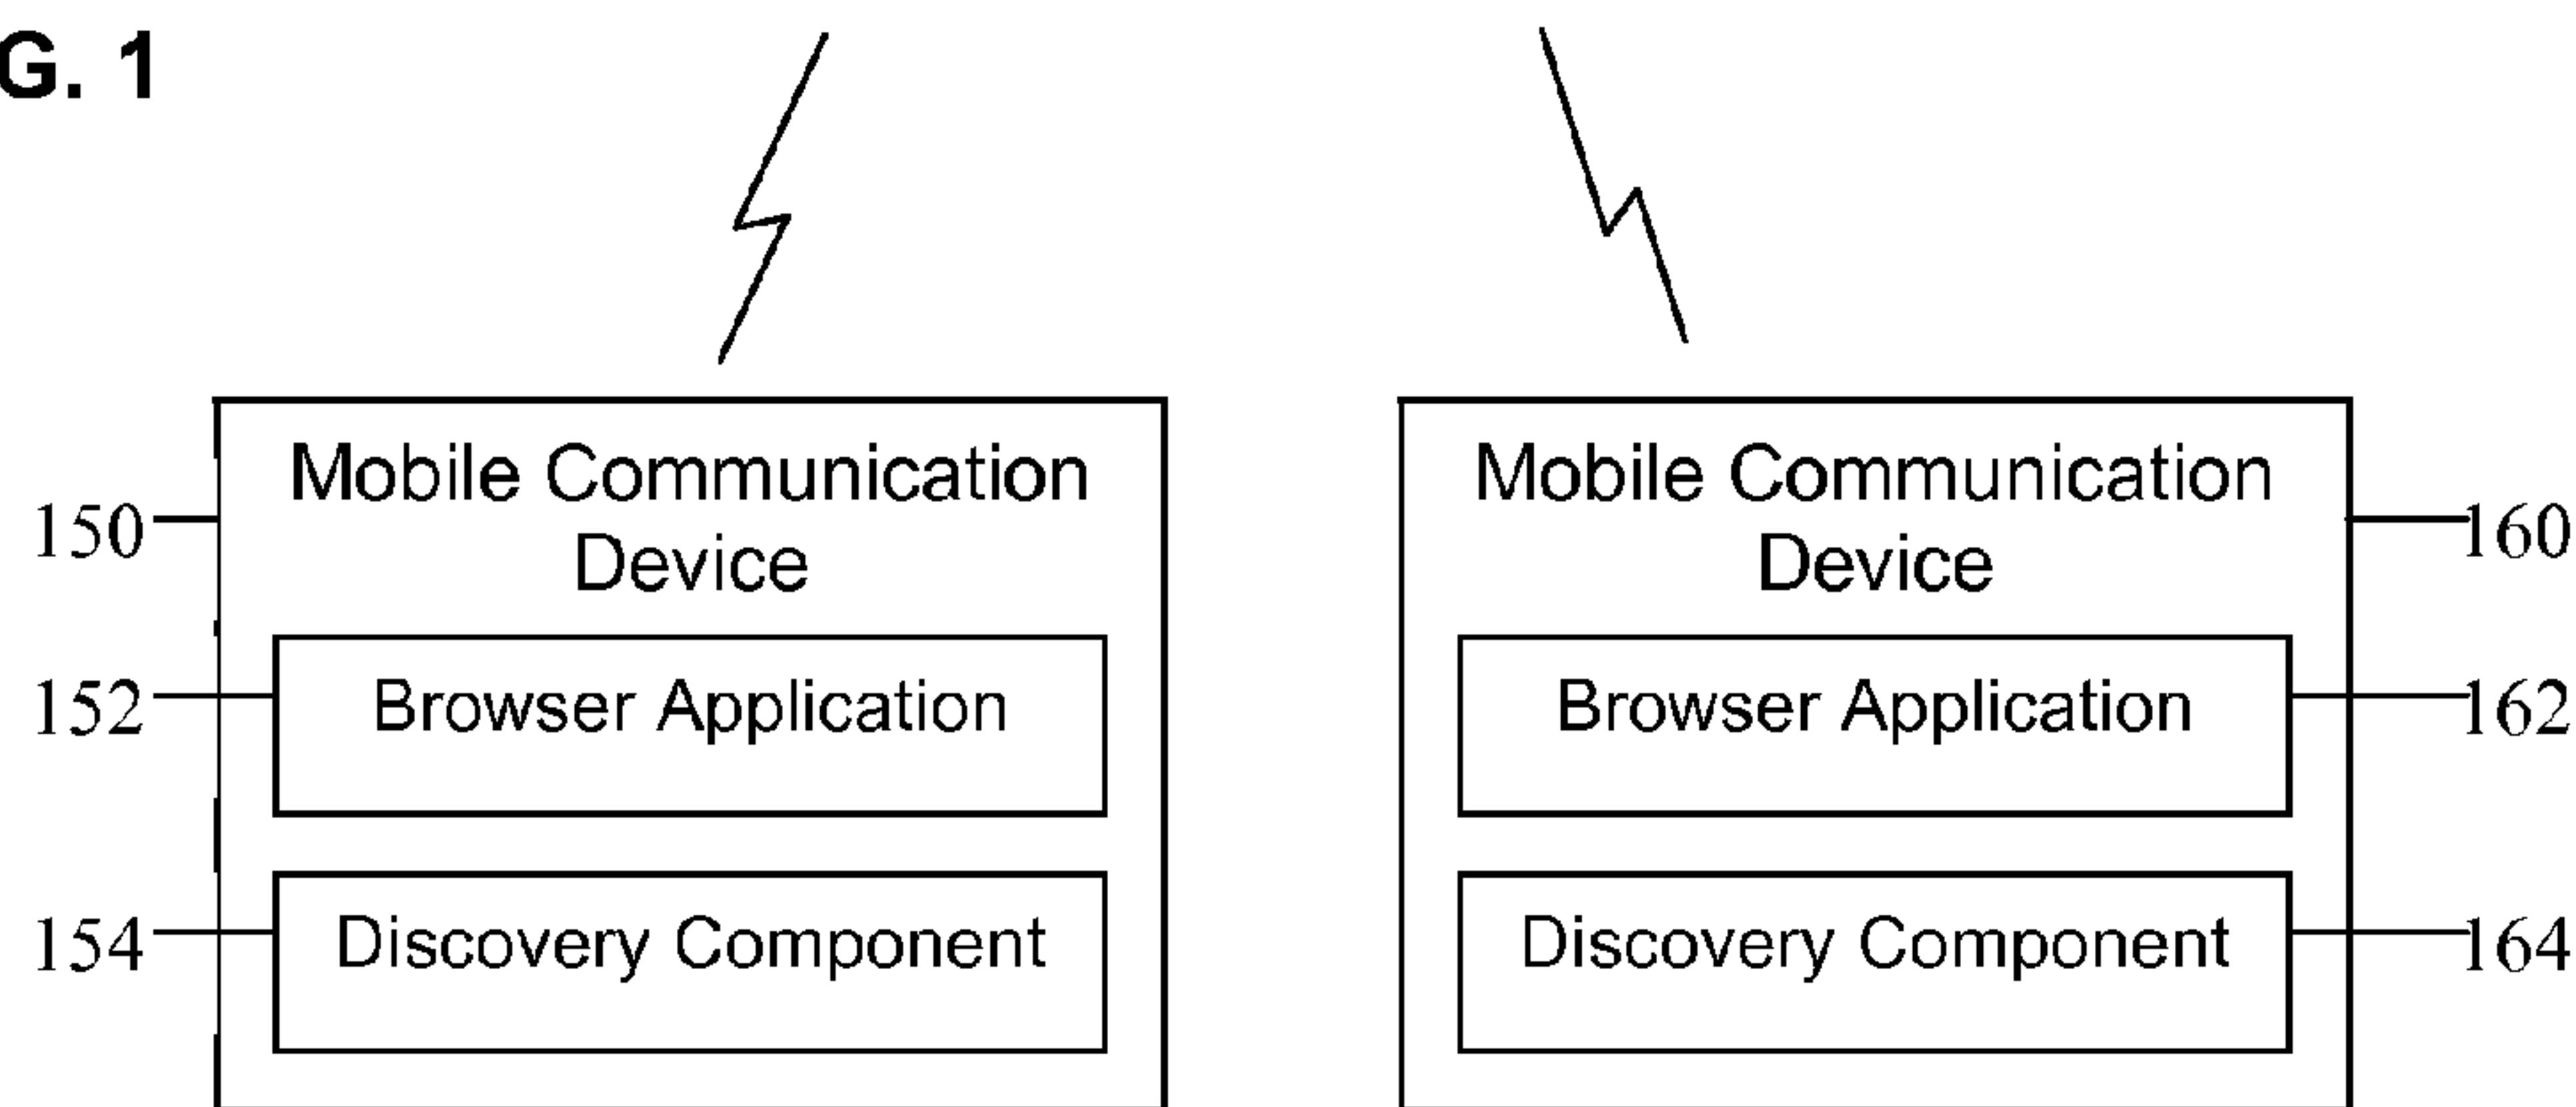 G. 1
Mobile Communication
Device
150
Browser Application
152
Discovery Component
154
Mobile Communication
Device
160
Browser Application
162
Discovery Component
164